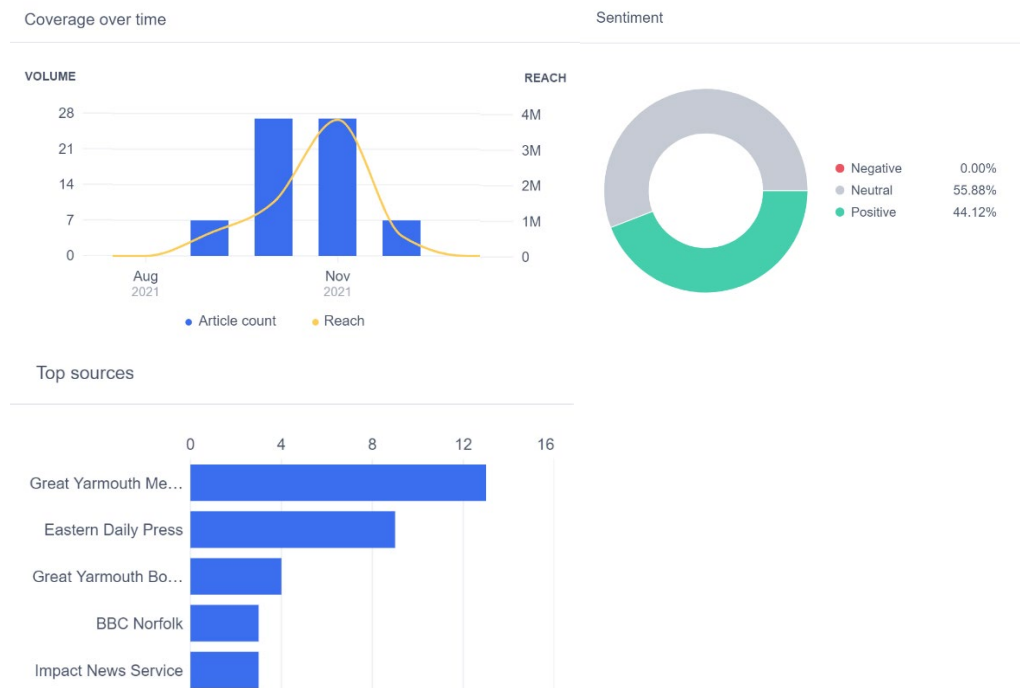 Coverage over time
Sentiment
VOLUME
REACH
28
21
14
7
0
4M
3M
2M
1M
0
Aug
2021
Nov
2021
Article count
Reach
Negative 0.00%
Neutral 55.88%
Positive 44.12%
Top sources
0 4 8 12 16
Great Yarmouth Me…
Eastern Daily Press
Great Yarmouth Bo…
BBC Norfolk
Impact News Service